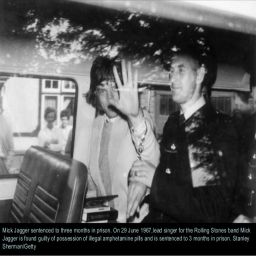 Mick Jagger sentenced to three months in prison. On 29 June 1967,lead singer for the Rolling Stones band Mick
Jagger is found guilty of possession of illegal amphetamine pills and is sentenced to 3 months in prison. Stanley
Sherman/Getty